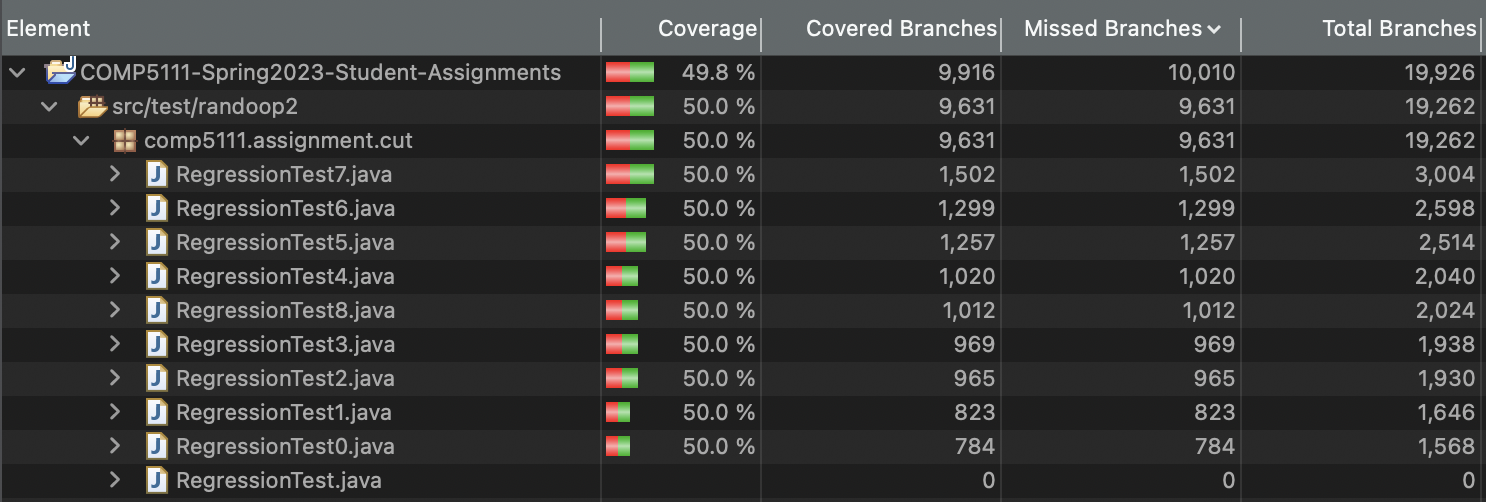 Element Coverage Covered Branches Missed Branches Total Branches
COMP5111-Spring2023-Student-Assignments 49.8 % 9,916 10,010 19,926
src/test/randoop2 50.0 % 9,631 9,631 19,262
comp5111.assignment.cut 50.0 % 9,631 9,631 19,262
RegressionTest7.java 50.0 % 1,502 1,502 3,004
RegressionTest6.java 50.0 % 1,299 1,299 2,598
RegressionTest5.java 50.0 % 1,257 1,257 2,514
RegressionTest4.java 50.0 % 1,020 1,020 2,040
RegressionTest8.java 50.0 % 1,012 1,012 2,024
RegressionTest3.java 50.0 % 969 969 1,938
RegressionTest2.java 50.0 % 965 965 1,930
RegressionTest1.java 50.0 % 823 823 1,646
RegressionTest0.java 50.0 % 784 784 1,568
RegressionTest.java 0 0 0